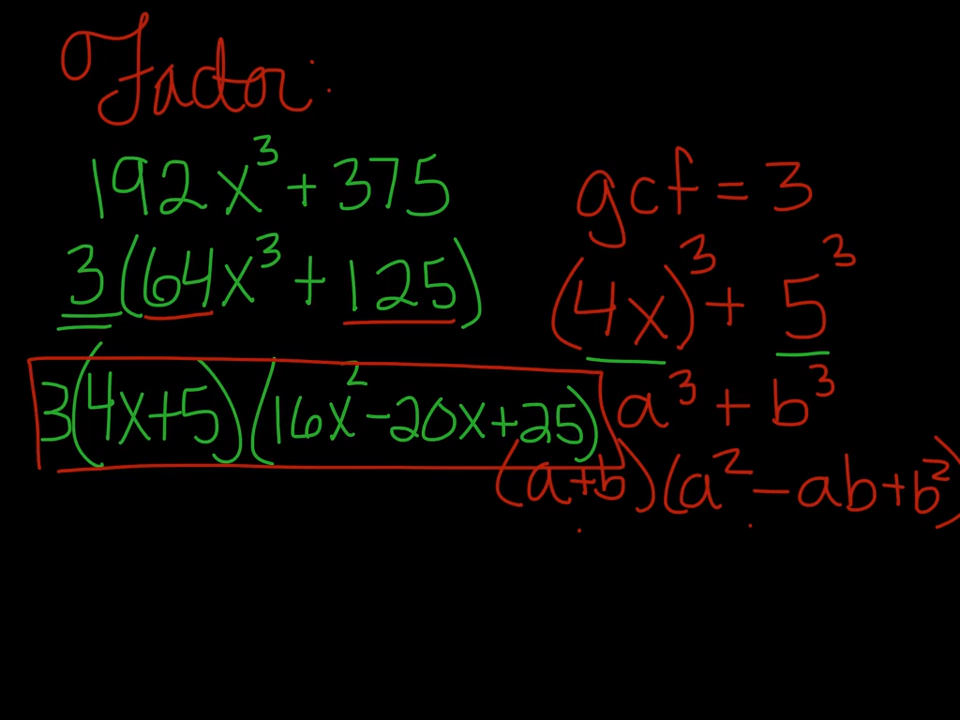 Factor:
192x³ + 375
3(64x³ + 125)
3(4x+5)(16x²-20x+25)
gcf = 3
(4x)³ + 5³
a³ + b³
(a+b)(a²-ab+b²)